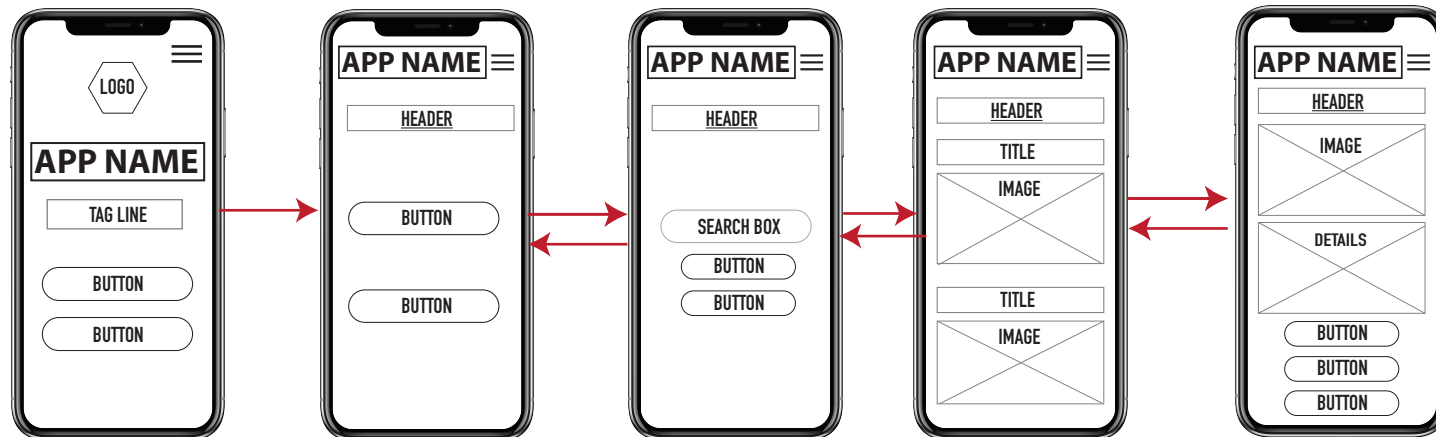 LOGO
APP NAME
TAG LINE
BUTTON
BUTTON
APP NAME
HEADER
BUTTON
BUTTON
APP NAME
HEADER
SEARCH BOX
BUTTON
BUTTON
APP NAME
HEADER
TITLE
IMAGE
TITLE
IMAGE
APP NAME
HEADER
IMAGE
DETAILS
BUTTON
BUTTON
BUTTON